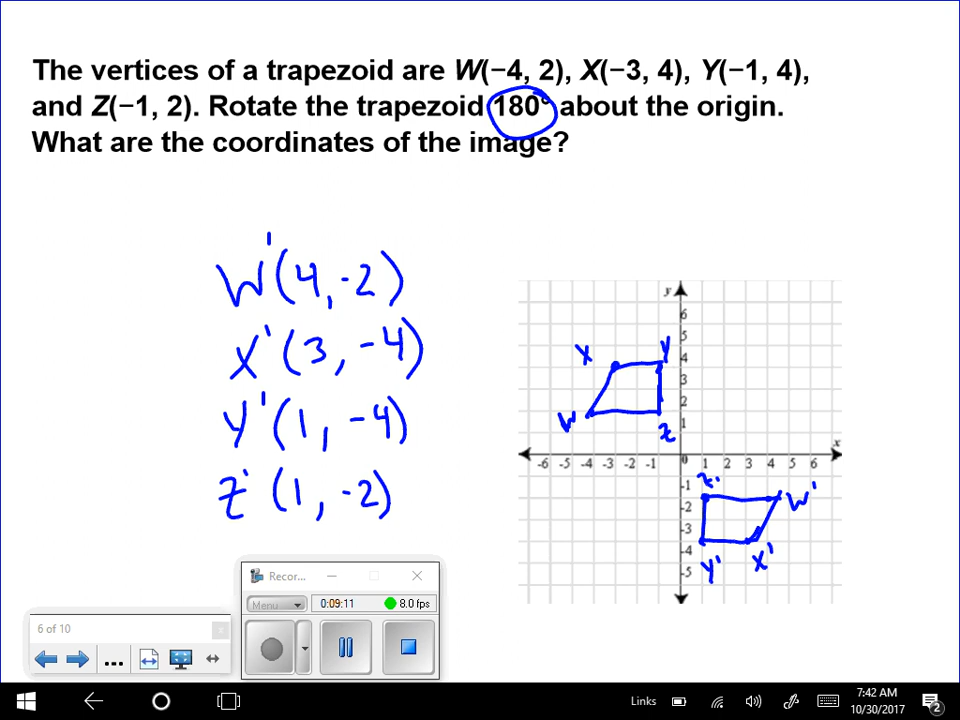 The vertices of a trapezoid are W(−4, 2), X(−3, 4), Y(−1, 4),
and Z(−1, 2). Rotate the trapezoid 180° about the origin.
What are the coordinates of the image?
W'(4, -2)
X'(3, -4)
Y'(1, -4)
Z'(1, -2)
y
6
5
4
3
2
1
X
Y
W
Z
x
-6 -5 -4 -3 -2 -1 0 1 2 3 4 5 6
-1
-2
-3
-4
-5
Z'
W'
Y'
X'
Recor...
Menu
0:09:11
8.0 fps
6 of 10
x
...
Links
7:42 AM
10/30/2017
2